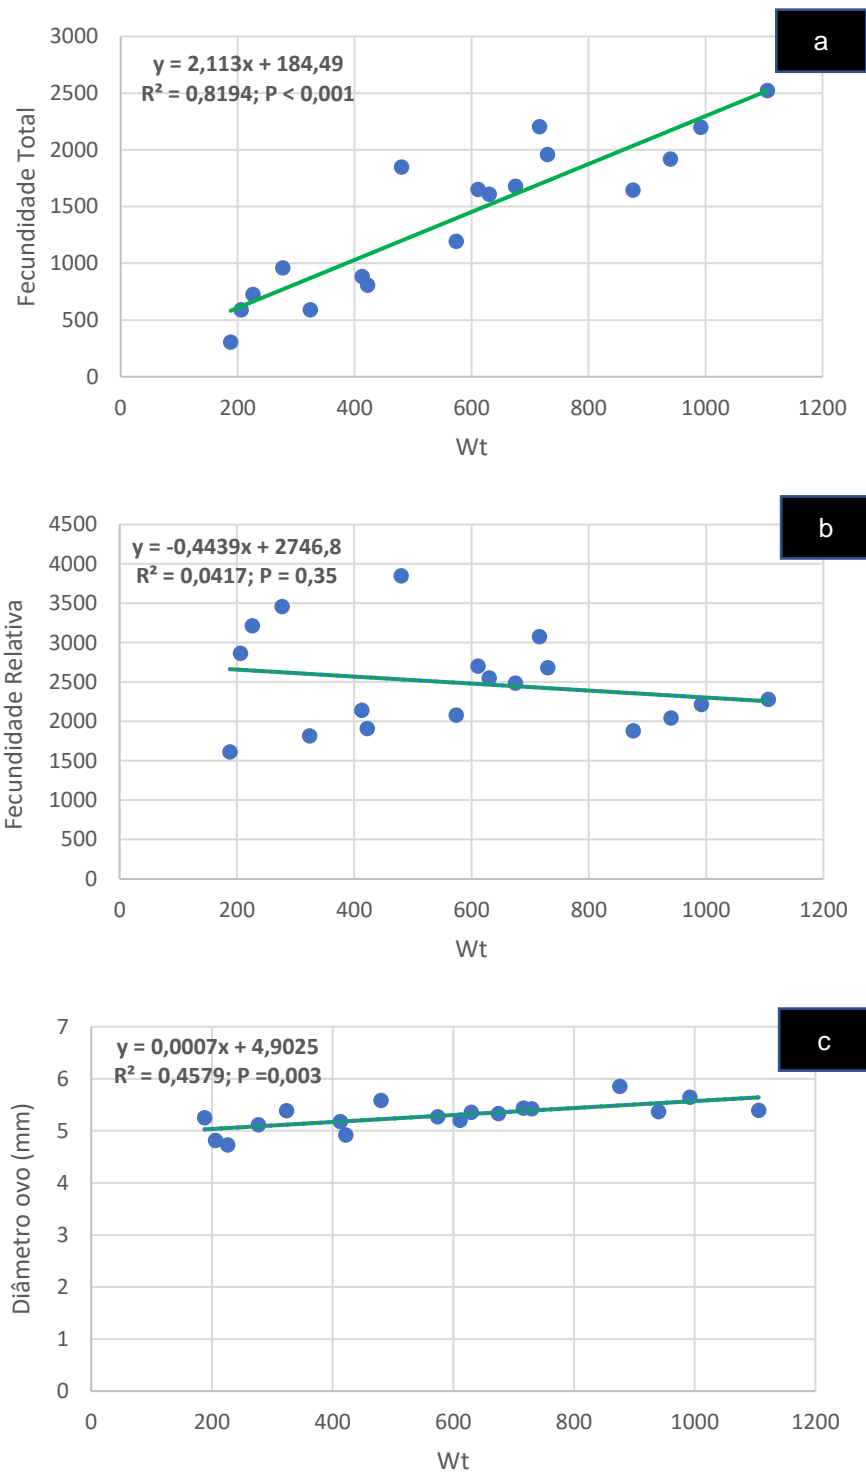 a
y = 2,113x + 184,49
R² = 0,8194; P < 0,001
Fecundidade Total
3000
2500
2000
1500
1000
500
0
0 200 400 600 800 1000 1200
Wt
b
y = -0,4439x + 2746,8
R² = 0,0417; P = 0,35
Fecundidade Relativa
4500
4000
3500
3000
2500
2000
1500
1000
500
0
0 200 400 600 800 1000 1200
Wt
c
y = 0,0007x + 4,9025
R² = 0,4579; P =0,003
Diâmetro ovo (mm)
7
6
5
4
3
2
1
0
0 200 400 600 800 1000 1200
Wt